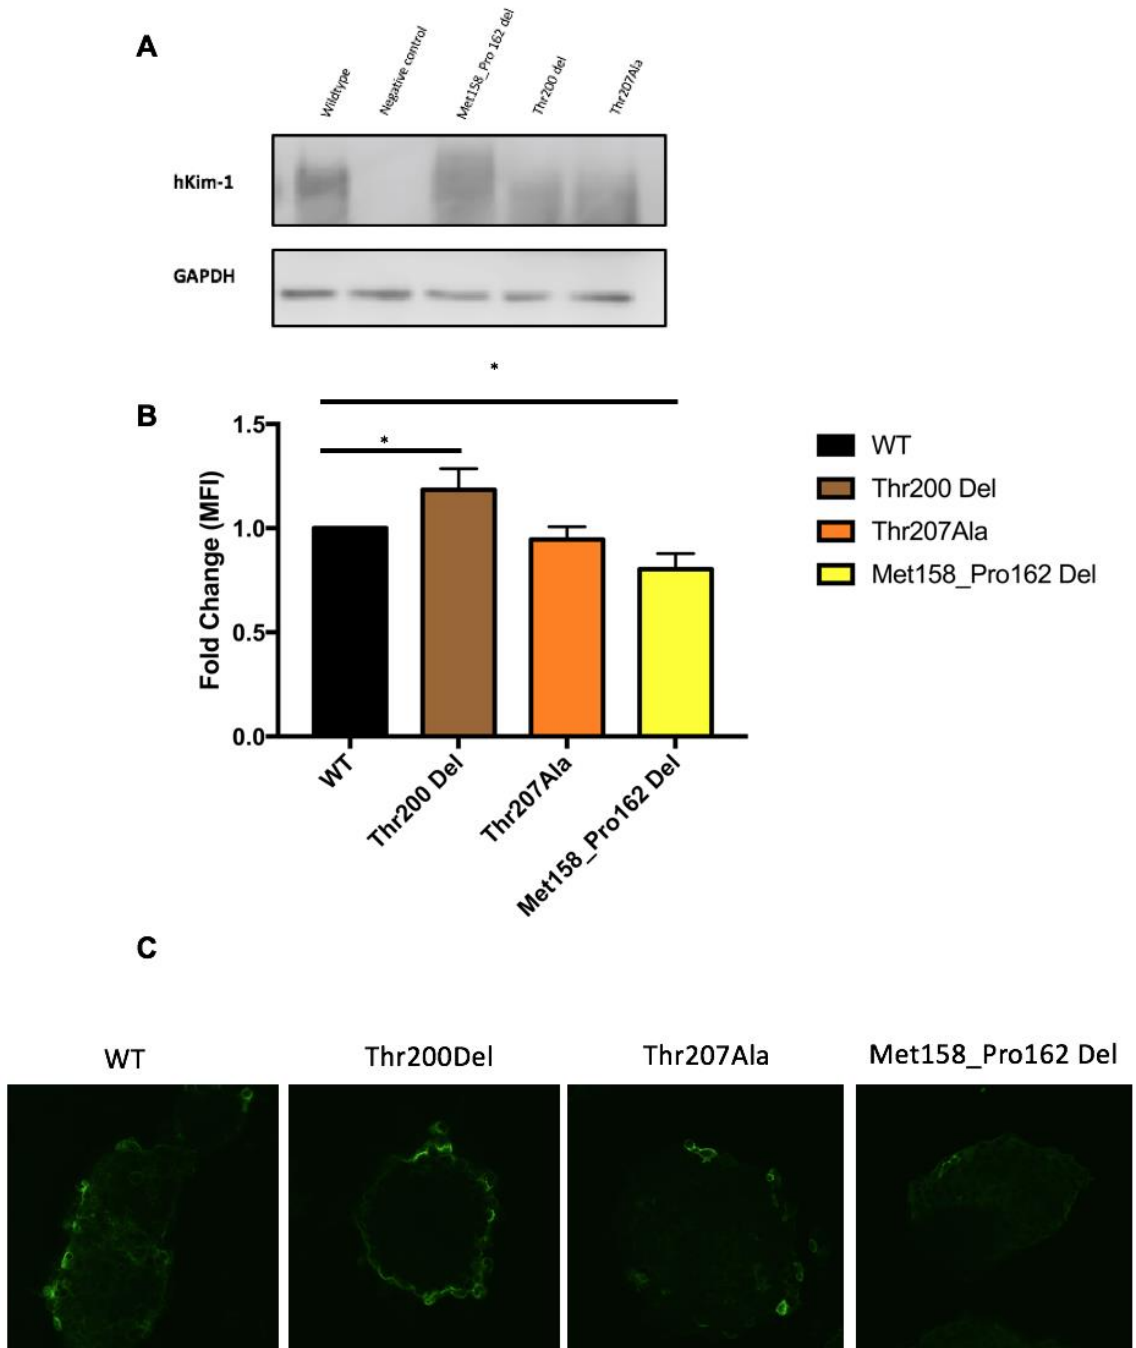 A
Wildtype
Negative control
Met158_Pro 162 del
Thr200 del
Thr207Ala
hKim-1
GAPDH
*
B
1.5
*
1.0
0.5
0.0
Fold Change (MFI)
WT
Thr200 Del
Thr207Ala
Met158_Pro162 Del
WT
Thr200 Del
Thr207Ala
Met158_Pro162 Del
C
WT
Thr200Del
Thr207Ala
Met158_Pro162 Del